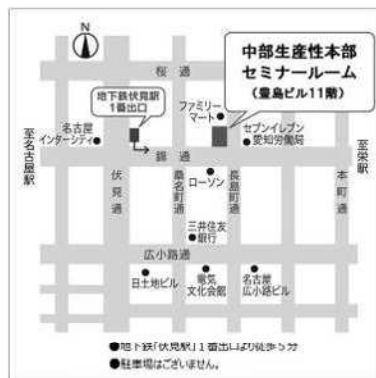 N
中部生産性本部
セミナールーム
(豊島ビル11階)
桜通
地下鉄伏見駅
1番出口
ファミリー
マート
名古屋
インターシティ
セブンイレブン
愛知労働局
至名古屋駅
至栄駅
錦通
伏見通
桑名町通
長島町通
本町通
ローソン
三井住友
銀行
広小路通
日土地ビル
電気
文化会館
名古屋
広小路ビル
●地下鉄「伏見駅」1番出口より徒歩5分
●駐車場はございません。